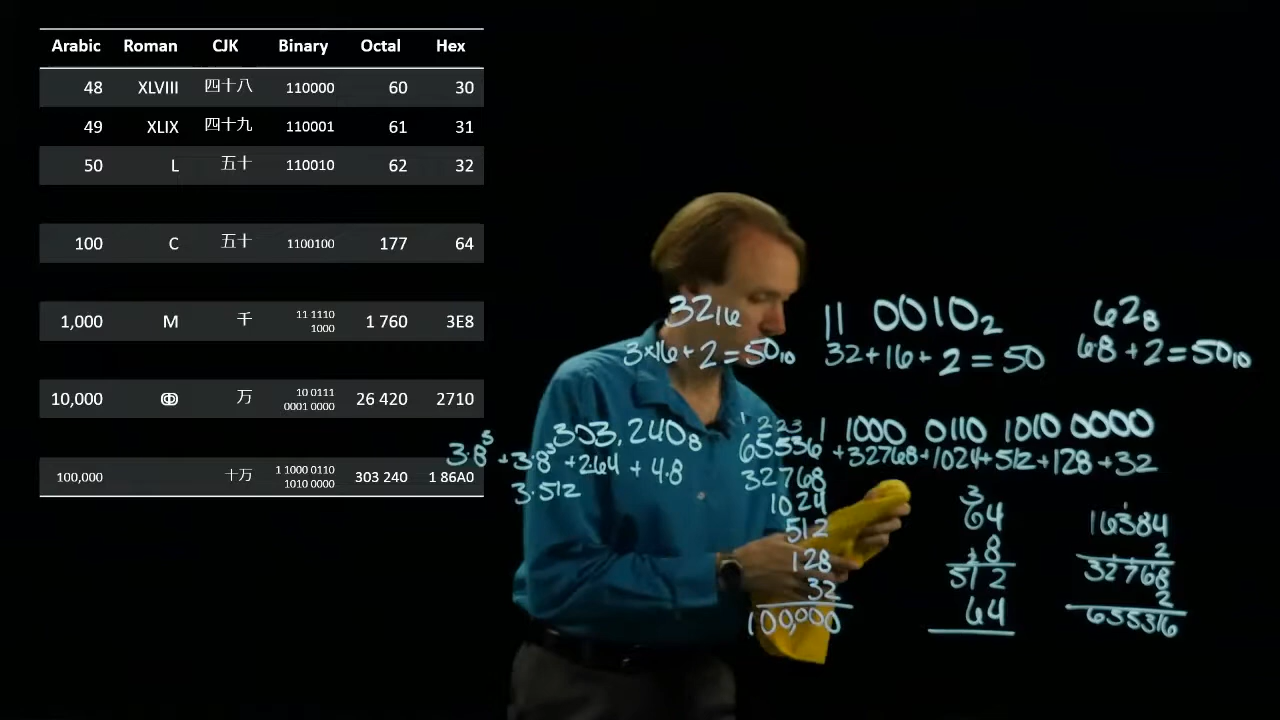 Arabic Roman CJK Binary Octal Hex
48 XLVIII 四十八 110000 60 30
49 XLIX 四十九 110001 61 31
50 L 五十 110010 62 32
100 C 五十 1100100 177 64
1,000 M 千 11 1110 1000 1 760 3E8
10,000 ↂ 万 10 0111 0001 0000 26 420 2710
100,000 十万 1 1000 0110 1010 0000 303 240 1 86A0
32₁₆ 11 0010₂ 62₈
3×16 + 2 = 50₁₀ 32+16+ 2 = 50 6·8 + 2 = 50₁₀
303,240₈
3·8⁵ + 3·8³ + 2·64 + 4·8
3·512
1 1000 0110 1010 0000
+32768+1024+512+128+32
1 2 2 3
65536
32768
1024
512
128
32
100,000
3
64
8
512
64
1
16384
2
32768
2
65536